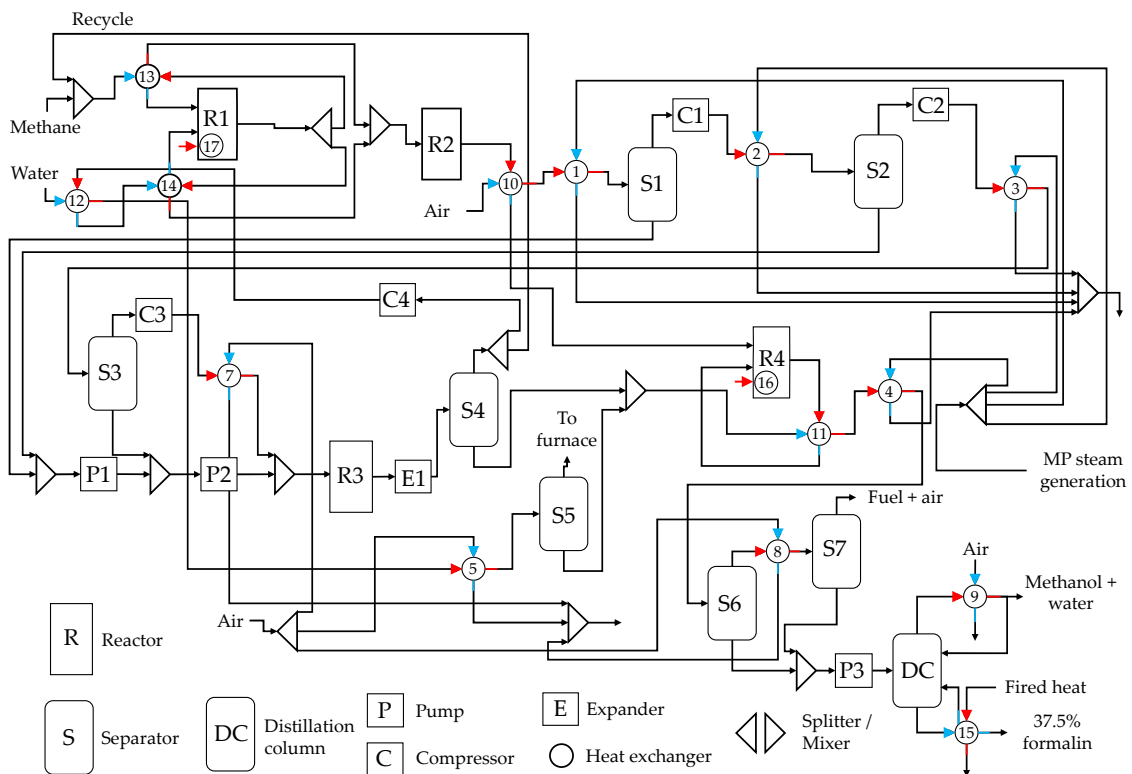 Recycle
13
Methane
R1
17
R2
C1
C2
Water
12
14
10
Air
1
S1
2
S2
3
C4
C3
S3
7
S4
R4
16
4
11
To
furnace
MP steam
generation
P1
P2
R3
E1
S5
Fuel + air
5
8
S7
S6
Air
Air
Methanol +
water
9
P3
DC
Fired heat
15
37.5%
formalin
R
Reactor
S
Separator
DC
Distillation
column
P
Pump
C
Compressor
E
Expander
Heat exchanger
Splitter /
Mixer